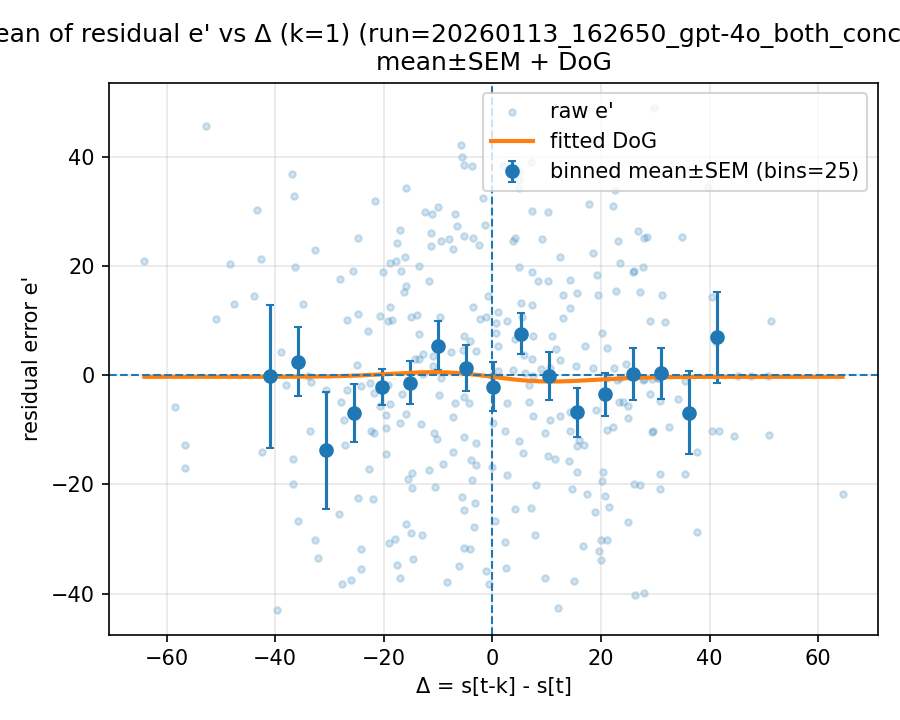 ean of residual e' vs Δ (k=1) (run=20260113_162650_gpt-4o_both_conc
mean±SEM + DoG
raw e'
fitted DoG
binned mean±SEM (bins=25)
residual error e'
40
20
0
−20
−40
−60
−40
−20
0
20
40
60
Δ = s[t-k] - s[t]